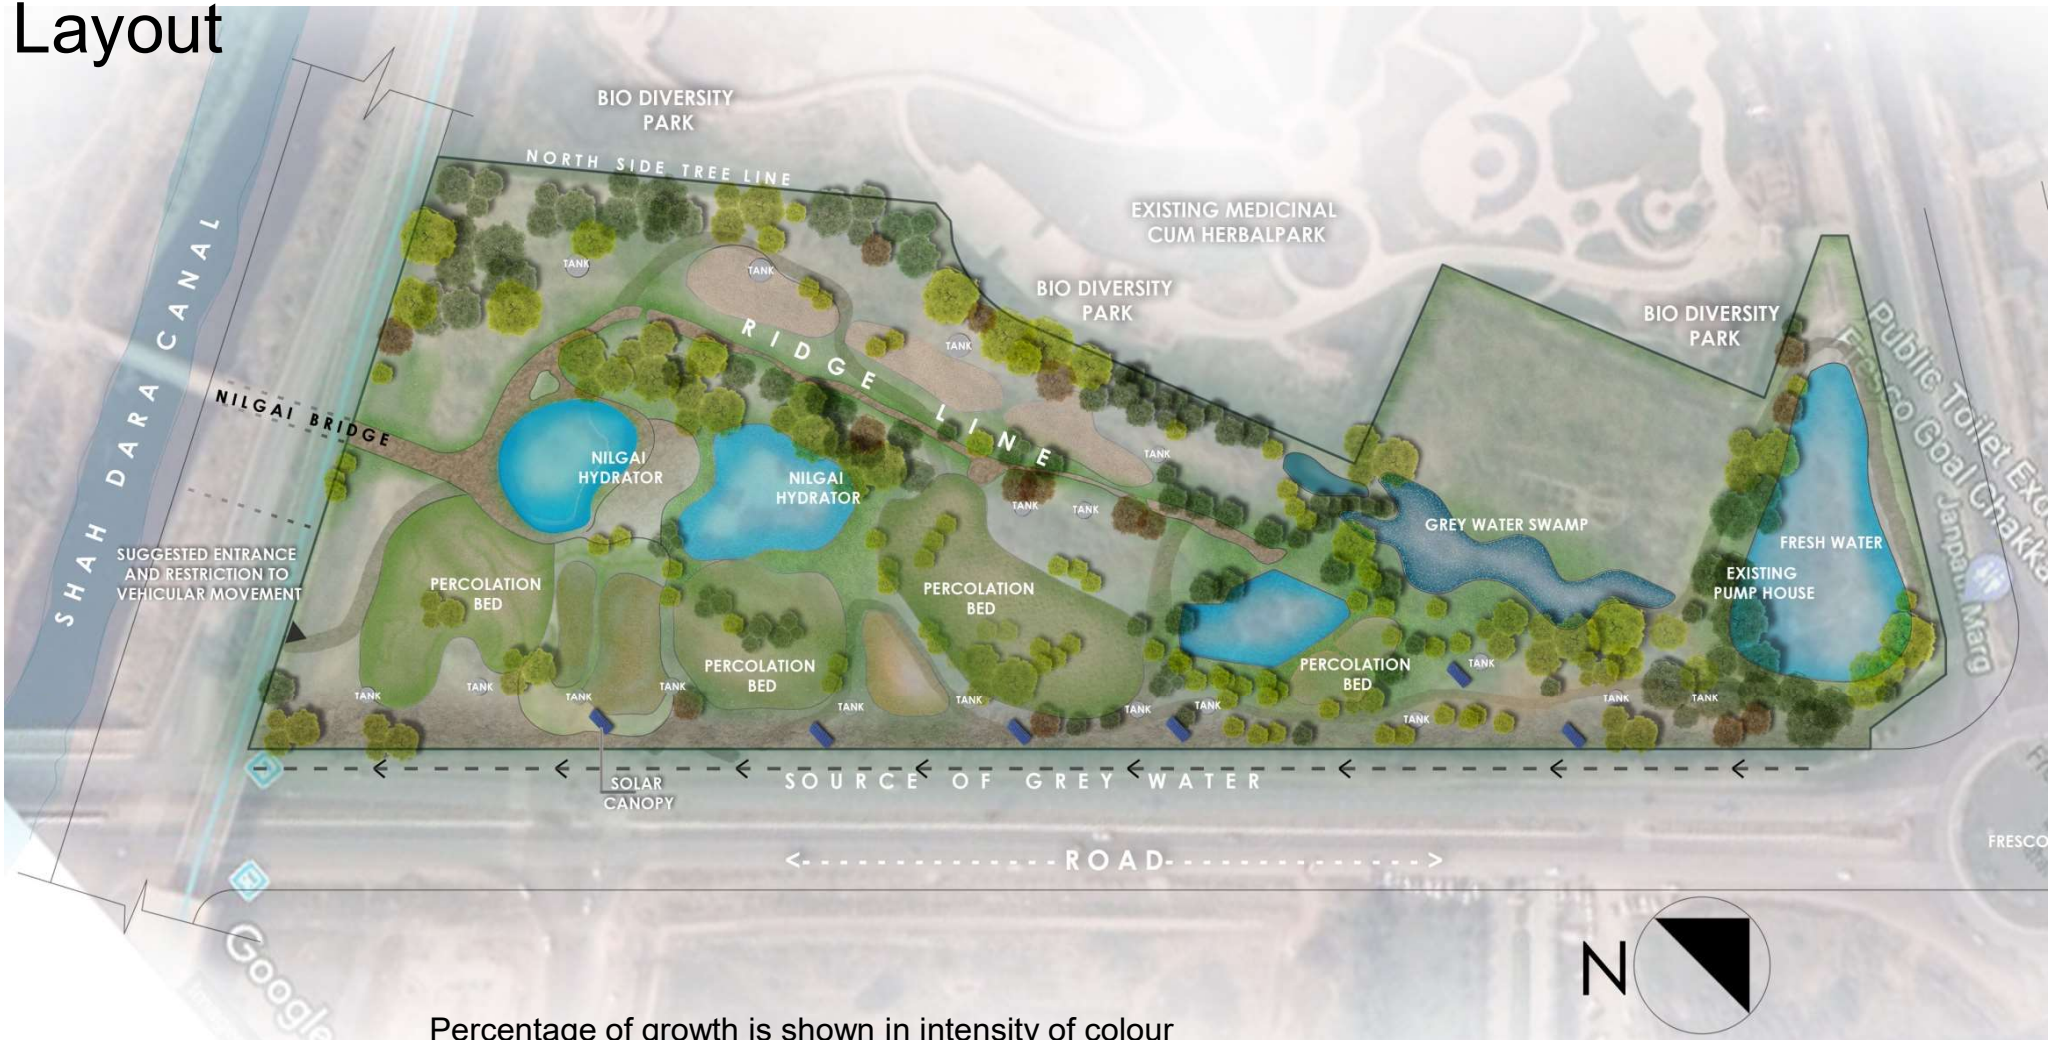 Layout
BIO DIVERSITY
PARK
NORTH SIDE TREE LINE
EXISTING MEDICINAL
CUM HERBALPARK
BIO DIVERSITY
PARK
BIO DIVERSITY
PARK
TANK
TANK
TANK
RIDGE LINE
SHAH DARA CANAL
NILGAI BRIDGE
NILGAI
HYDRATOR
NILGAI
HYDRATOR
TANK
TANK
TANK
GREY WATER SWAMP
FRESH WATER
EXISTING
PUMP HOUSE
Public Toilet
Fresco Goal Chakka
Janpath Marg
SUGGESTED ENTRANCE
AND RESTRICTION TO
VEHICULAR MOVEMENT
PERCOLATION
BED
PERCOLATION
BED
PERCOLATION
BED
PERCOLATION
BED
TANK
TANK
TANK
TANK
TANK
TANK
TANK
TANK
TANK
TANK
TANK
TANK
SOLAR
CANOPY
SOURCE OF GREY WATER
<- - - - - - - ROAD - - - - - - ->
FRESCO
N
Google
Percentage of growth is shown in intensity of colour